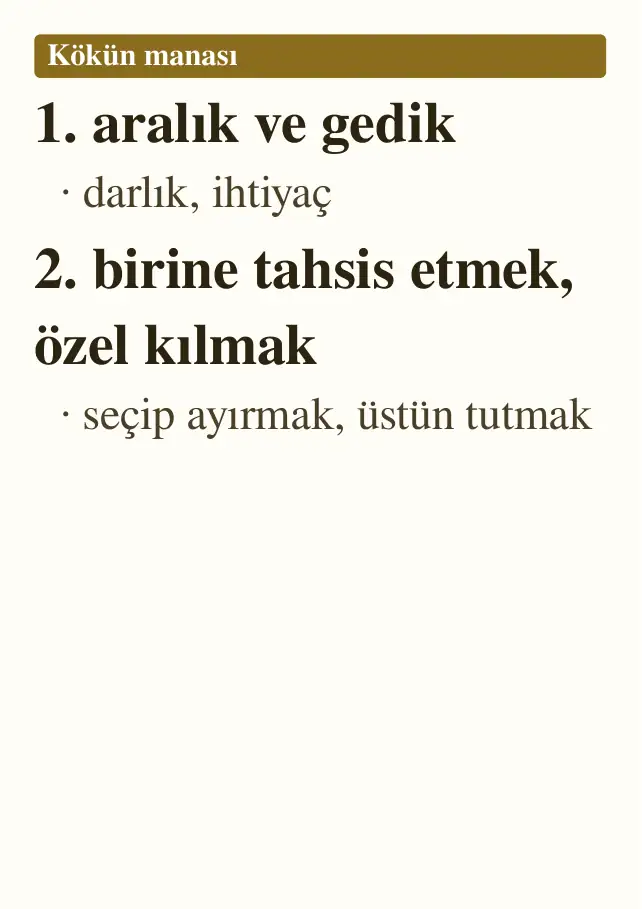 Kökün manası
1. aralık ve gedik
· darlık, ihtiyaç
2. birine tahsis etmek,
özel kılmak
· seçip ayırmak, üstün tutmak